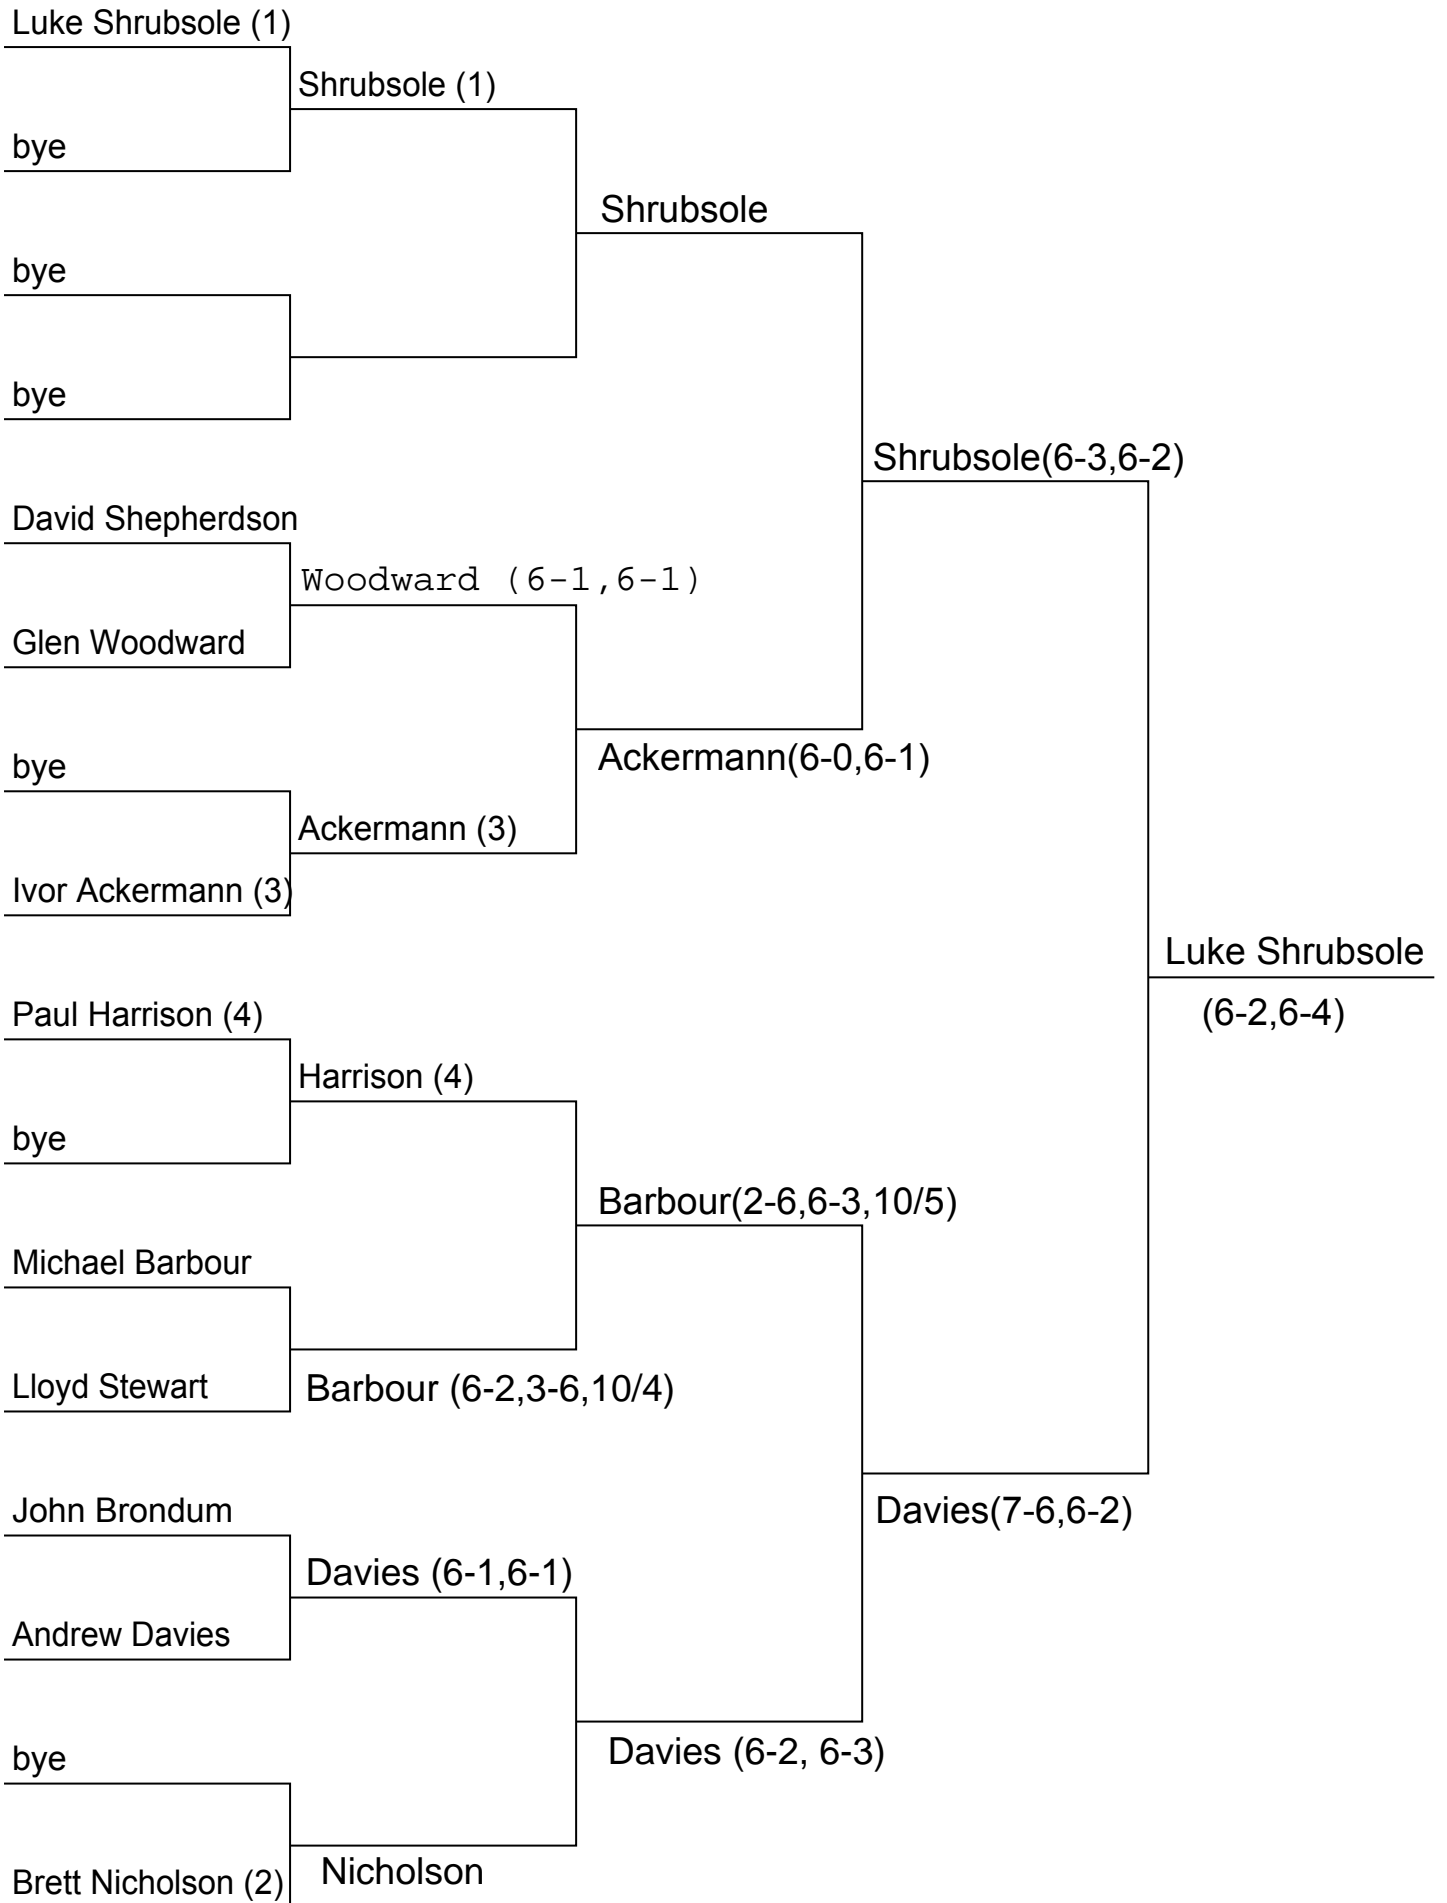 Luke Shrubsole (1)
Shrubsole (1)
bye
Shrubsole
bye
bye
Shrubsole(6-3,6-2)
David Shepherdson
Woodward (6-1,6-1)
Glen Woodward
Ackermann(6-0,6-1)
bye
Ackermann (3)
Ivor Ackermann (3)
Luke Shrubsole
(6-2,6-4)
Paul Harrison (4)
Harrison (4)
bye
Barbour(2-6,6-3,10/5)
Michael Barbour
Lloyd Stewart
Barbour (6-2,3-6,10/4)
John Brondum
Davies(7-6,6-2)
Davies (6-1,6-1)
Andrew Davies
Davies (6-2, 6-3)
bye
Nicholson
Brett Nicholson (2)